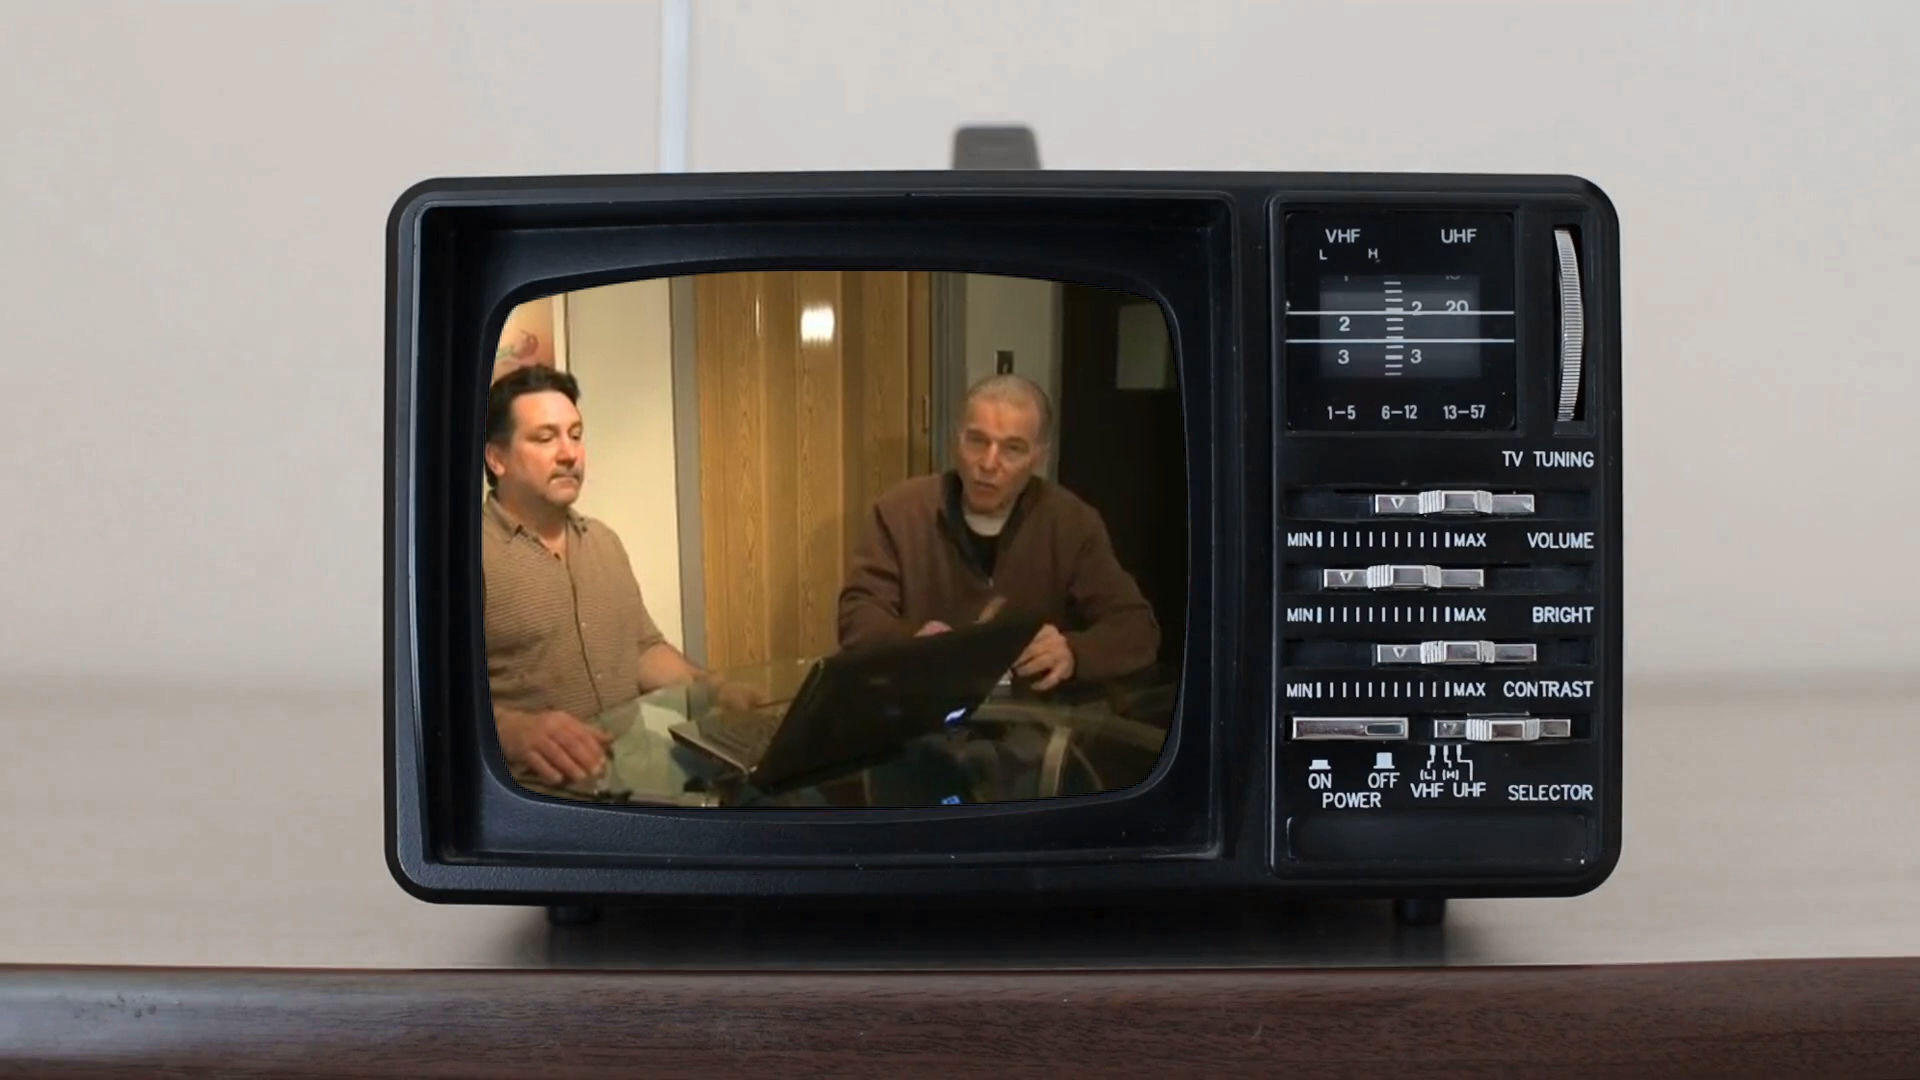 VHF UHF
L H
2 20
2
3 3
1-5 6-12 13-57
TV TUNING
MIN MAX VOLUME
MIN MAX BRIGHT
MIN MAX CONTRAST
ON OFF
POWER
(L) (H)
VHF UHF
SELECTOR